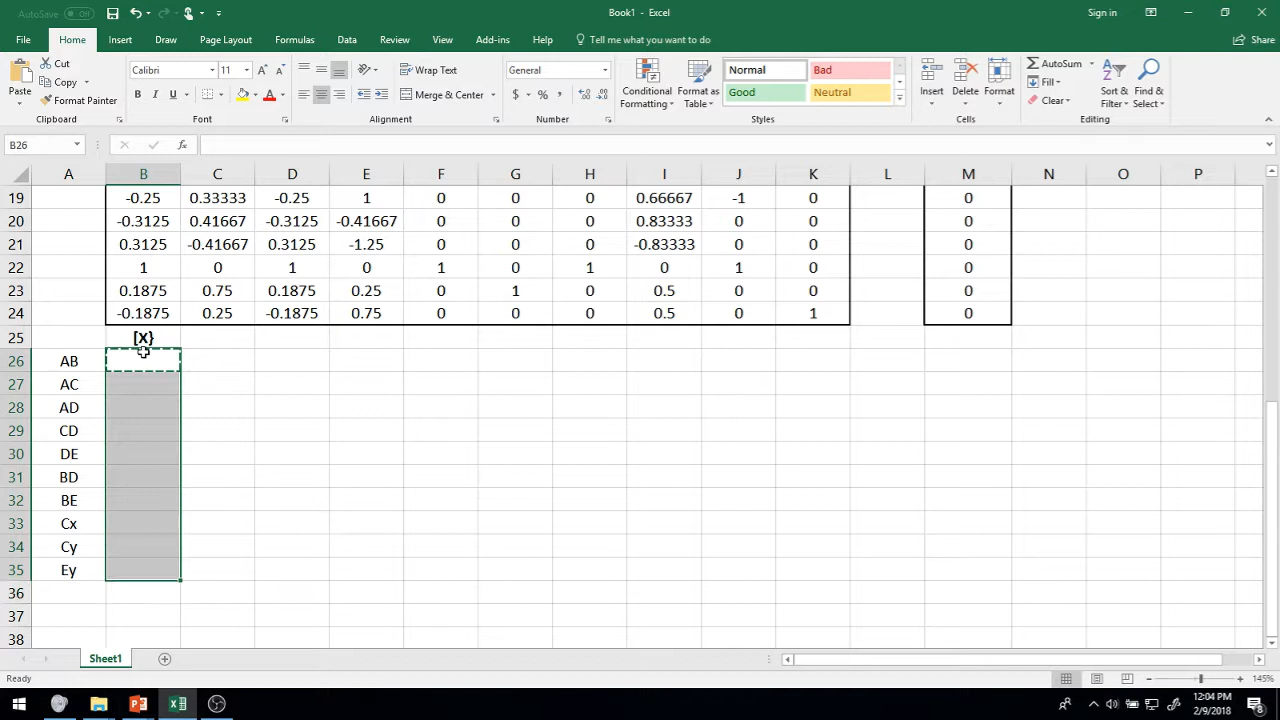 AutoSave Off
Book1 - Excel
Sign in
File Home Insert Draw Page Layout Formulas Data Review View Add-ins Help Tell me what you want to do Share
Paste Cut Copy Format Painter Clipboard
Calibri 11 B I U A Font
Wrap Text Merge & Center Alignment
General $ % , Number
Conditional Formatting Format as Table Normal Bad Good Neutral Styles
Insert Delete Format Cells
AutoSum Fill Clear Sort & Filter Find & Select Editing
B26 fx
A B C D E F G H I J K L M N O P
19 -0.25 0.33333 -0.25 1 0 0 0 0.66667 -1 0 0
20 -0.3125 0.41667 -0.3125 -0.41667 0 0 0 0.83333 0 0 0
21 0.3125 -0.41667 0.3125 -1.25 0 0 0 -0.83333 0 0 0
22 1 0 1 0 1 0 1 0 1 0 0
23 0.1875 0.75 0.1875 0.25 0 1 0 0.5 0 0 0
24 -0.1875 0.25 -0.1875 0.75 0 0 0 0.5 0 1 0
25 [X}
26 AB
27 AC
28 AD
29 CD
30 DE
31 BD
32 BE
33 Cx
34 Cy
35 Ey
36
37
38
Sheet1
Ready 145%
12:04 PM
2/9/2018
8